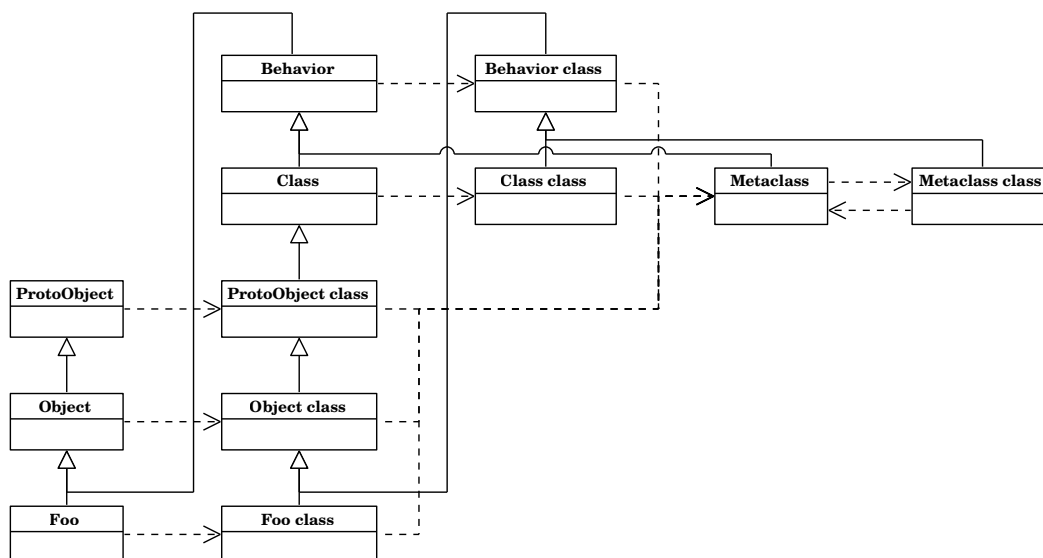 Behavior
Behavior class
Class
Class class
Metaclass
Metaclass class
ProtoObject
ProtoObject class
Object
Object class
Foo
Foo class